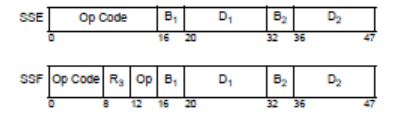 SSE Op Code B₁ D₁ B₂ D₂
0 16 20 32 36 47
SSF Op Code R₃ Op B₁ D₁ B₂ D₂
0 8 12 16 20 32 36 47